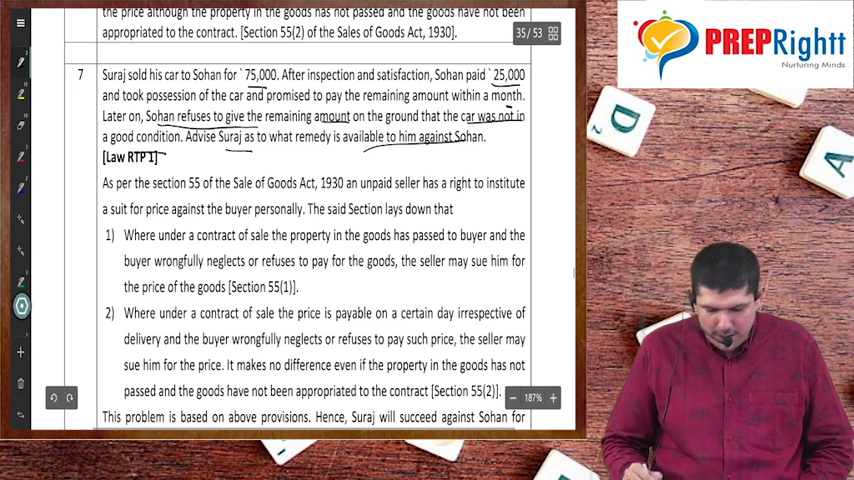 the price although the property in the goods has not passed and the goods have not been
appropriated to the contract. [Section 55(2) of the Sales of Goods Act, 1930].
35 / 53
PREPRightt
Nurturing Minds
7
Suraj sold his car to Sohan for ` 75,000. After inspection and satisfaction, Sohan paid ` 25,000
and took possession of the car and promised to pay the remaining amount within a month.
Later on, Sohan refuses to give the remaining amount on the ground that the car was not in
a good condition. Advise Suraj as to what remedy is available to him against Sohan.
[Law RTP 1]
As per the section 55 of the Sale of Goods Act, 1930 an unpaid seller has a right to institute
a suit for price against the buyer personally. The said Section lays down that
1) Where under a contract of sale the property in the goods has passed to buyer and the
buyer wrongfully neglects or refuses to pay for the goods, the seller may sue him for
the price of the goods [Section 55(1)].
2) Where under a contract of sale the price is payable on a certain day irrespective of
delivery and the buyer wrongfully neglects or refuses to pay such price, the seller may
sue him for the price. It makes no difference even if the property in the goods has not
passed and the goods have not been appropriated to the contract [Section 55(2)].
187%
This problem is based on above provisions. Hence, Suraj will succeed against Sohan for
D
2
A